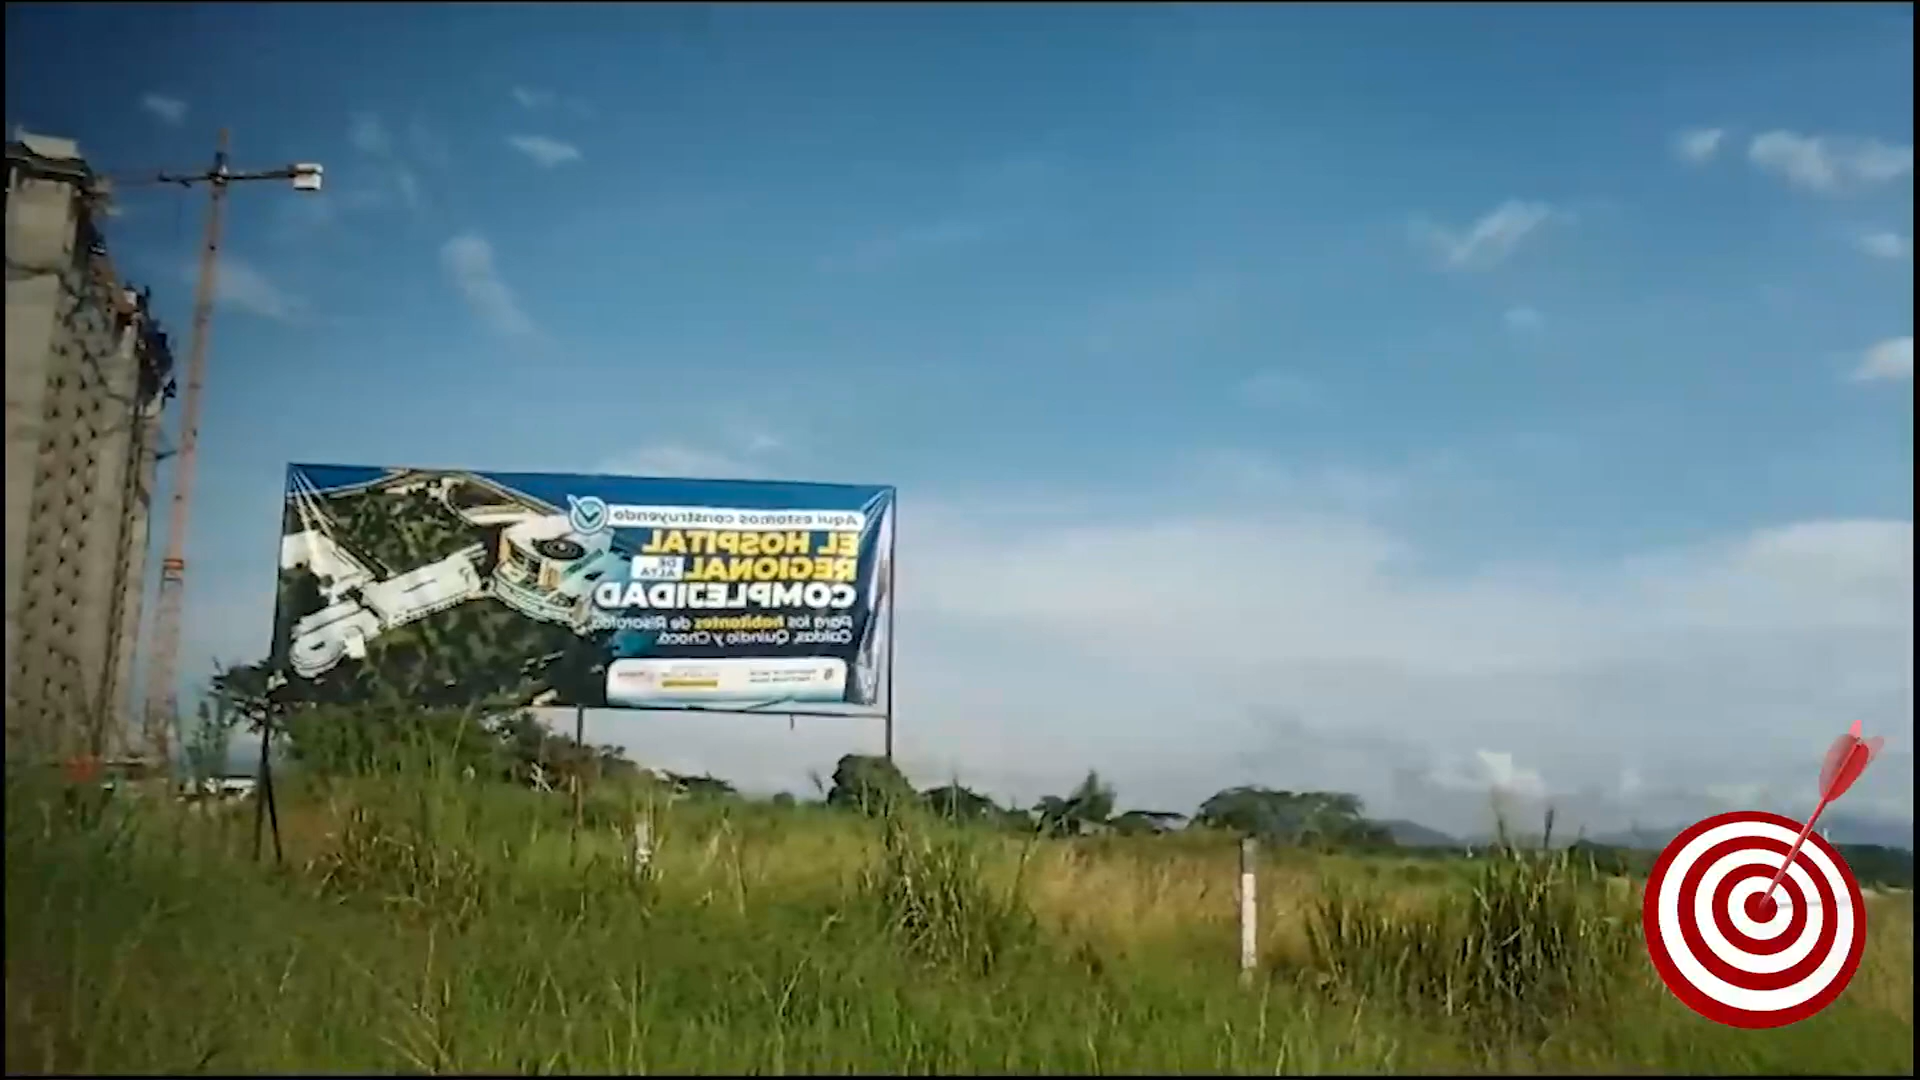 Aquí estamos construyendo
EL HOSPITAL
REGIONAL DE ALTA
COMPLEJIDAD
Para los habitantes de Risaralda,
Caldas, Quindío y Chocó.